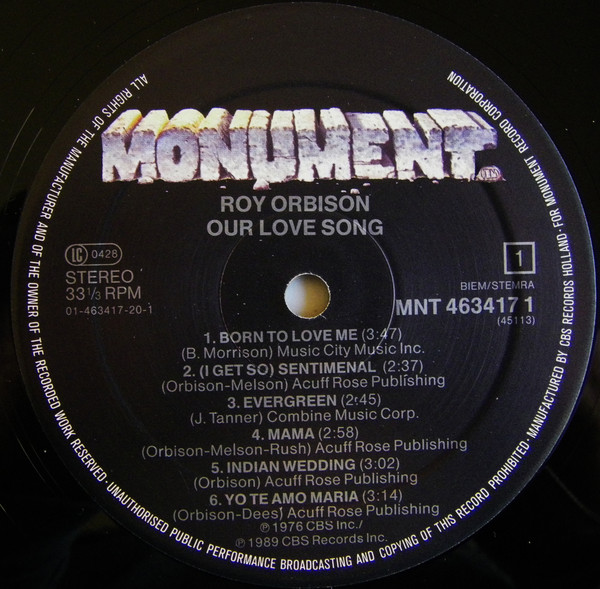 MONUMENT
ROY ORBISON
OUR LOVE SONG
LC 0428
STEREO
33 1/3 RPM
01-463417-20-1
1
BIEM/STEMRA
MNT 463417 1
(45113)
1. BORN TO LOVE ME (3:47)
(B. Morrison) Music City Music Inc.
2. (I GET SO) SENTIMENAL (2:37)
(Orbison-Melson) Acuff Rose Publishing
3. EVERGREEN (2:45)
(J. Tanner) Combine Music Corp.
4. MAMA (2:58)
(Orbison-Melson-Rush) Acuff Rose Publishing
5. INDIAN WEDDING (3:02)
(Orbison) Acuff Rose Publishing
6. YO TE AMO MARIA (3:14)
(Orbison-Dees) Acuff Rose Publishing
℗ 1976 CBS Inc./
℗ 1989 CBS Records Inc.
ALL RIGHTS OF THE MANUFACTURER AND OF THE OWNER OF THE RECORDED WORK RESERVED · UNAUTHORISED PUBLIC PERFORMANCE BROADCASTING AND COPYING OF THIS RECORD PROHIBITED · MANUFACTURED BY CBS RECORDS HOLLAND · FOR MONUMENT RECORD CORPORATION